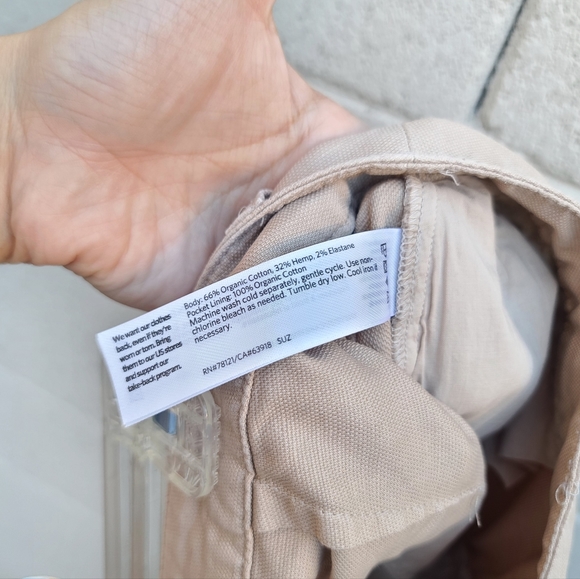 We want our clothes
back, even if they're
worn or torn. Bring
them to our US stores
and support our
take-back program.
Body: 66% Organic Cotton, 32% Hemp, 2% Elastane
Pocket Lining: 100% Organic Cotton
Machine wash cold separately, gentle cycle. Use non-
chlorine bleach as needed. Tumble dry low. Cool iron if
necessary.
RN#78121/CA#63918 SUZ